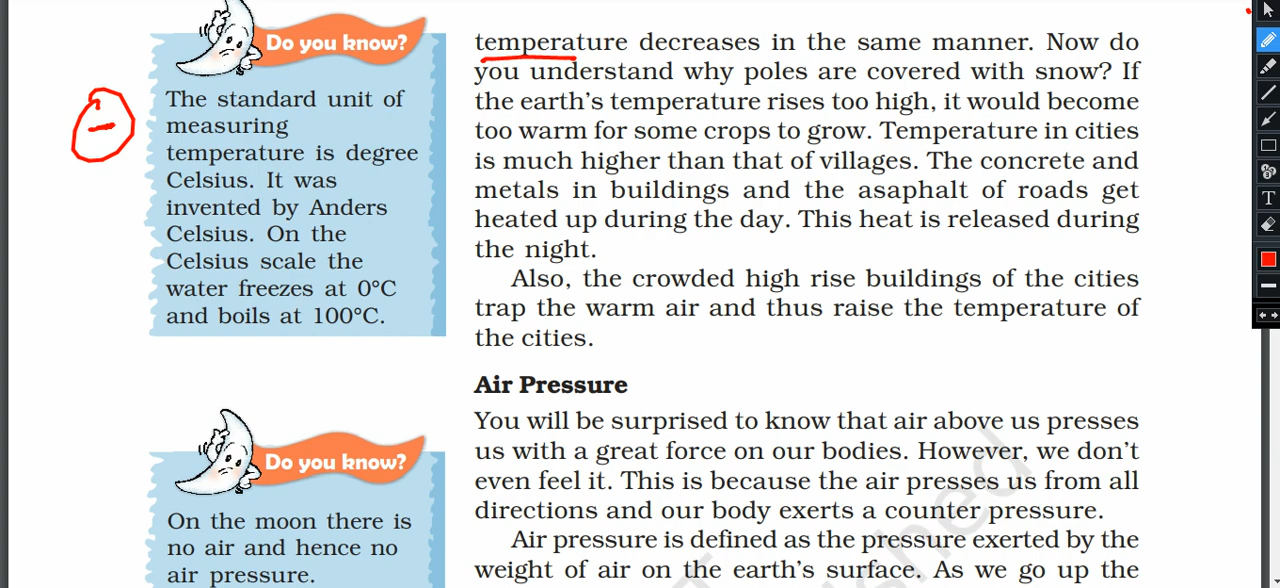 Do you know?
The standard unit of
measuring
temperature is degree
Celsius. It was
invented by Anders
Celsius. On the
Celsius scale the
water freezes at 0°C
and boils at 100°C.
temperature decreases in the same manner. Now do
you understand why poles are covered with snow? If
the earth’s temperature rises too high, it would become
too warm for some crops to grow. Temperature in cities
is much higher than that of villages. The concrete and
metals in buildings and the asaphalt of roads get
heated up during the day. This heat is released during
the night.
Also, the crowded high rise buildings of the cities
trap the warm air and thus raise the temperature of
the cities.
Air Pressure
You will be surprised to know that air above us presses
us with a great force on our bodies. However, we don’t
even feel it. This is because the air presses us from all
directions and our body exerts a counter pressure.
Air pressure is defined as the pressure exerted by the
weight of air on the earth’s surface. As we go up the
Do you know?
On the moon there is
no air and hence no
air pressure.
T